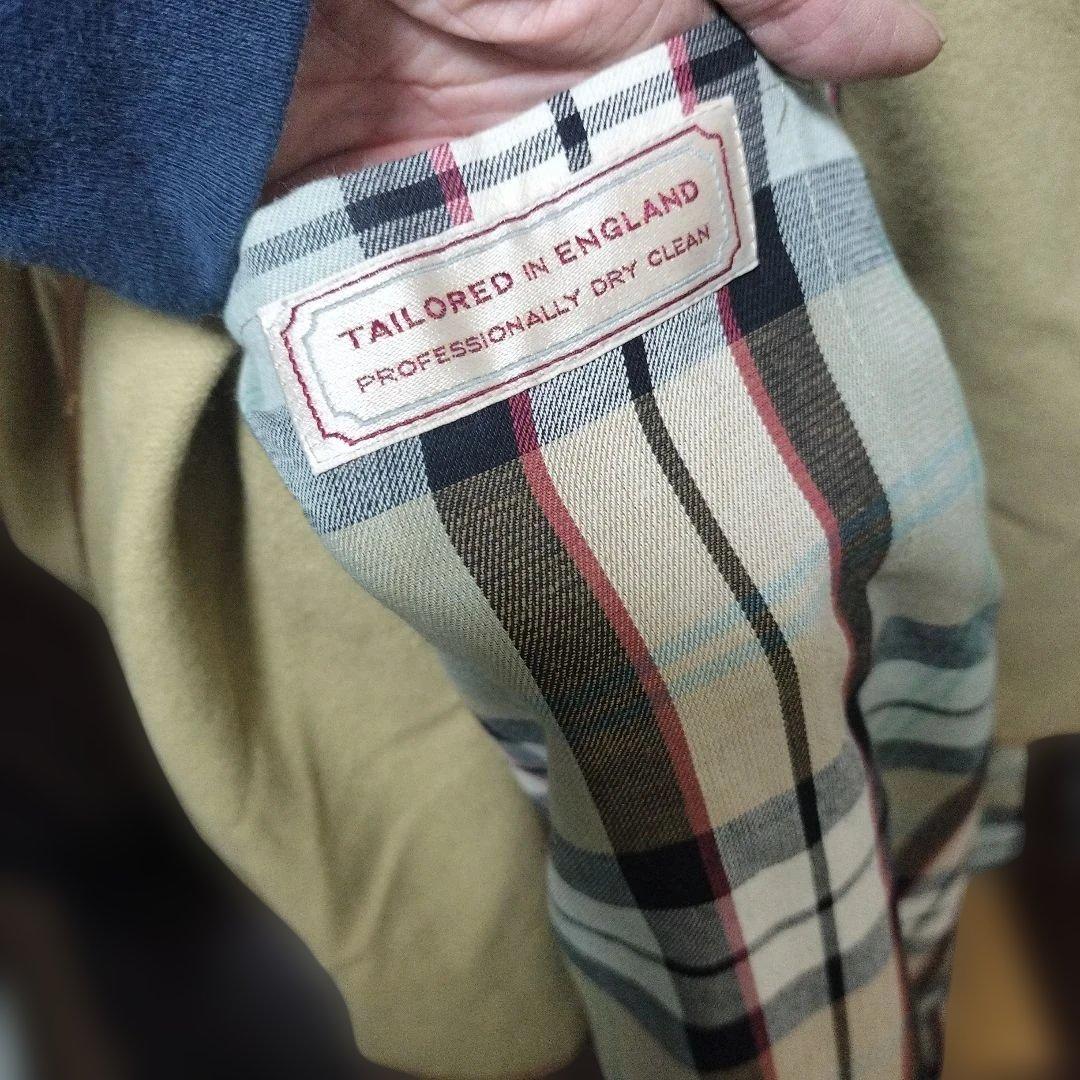 TAILORED IN ENGLAND
PROFESSIONALLY DRY CLEAN